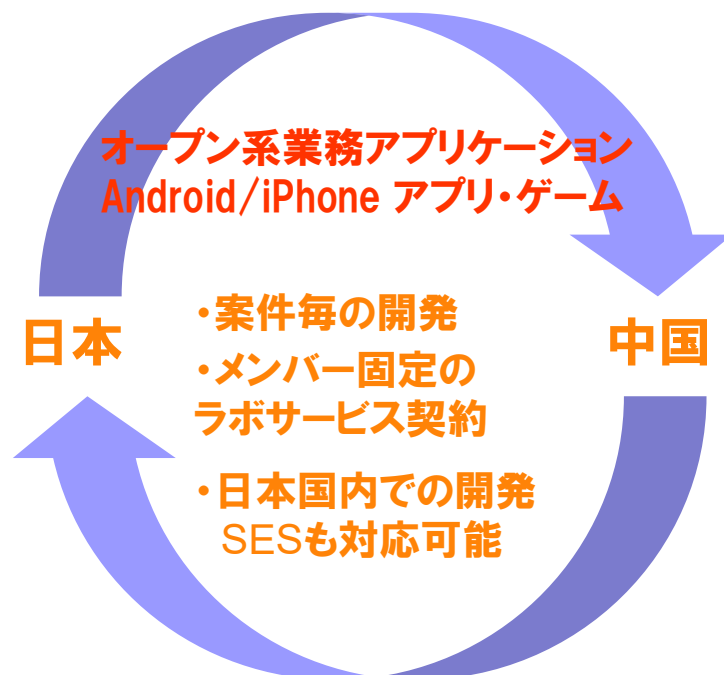 オープン系業務アプリケーション
Android/iPhone アプリ・ゲーム
日本
中国
・案件毎の開発
・メンバー固定の
ラボサービス契約
・日本国内での開発
SESも対応可能